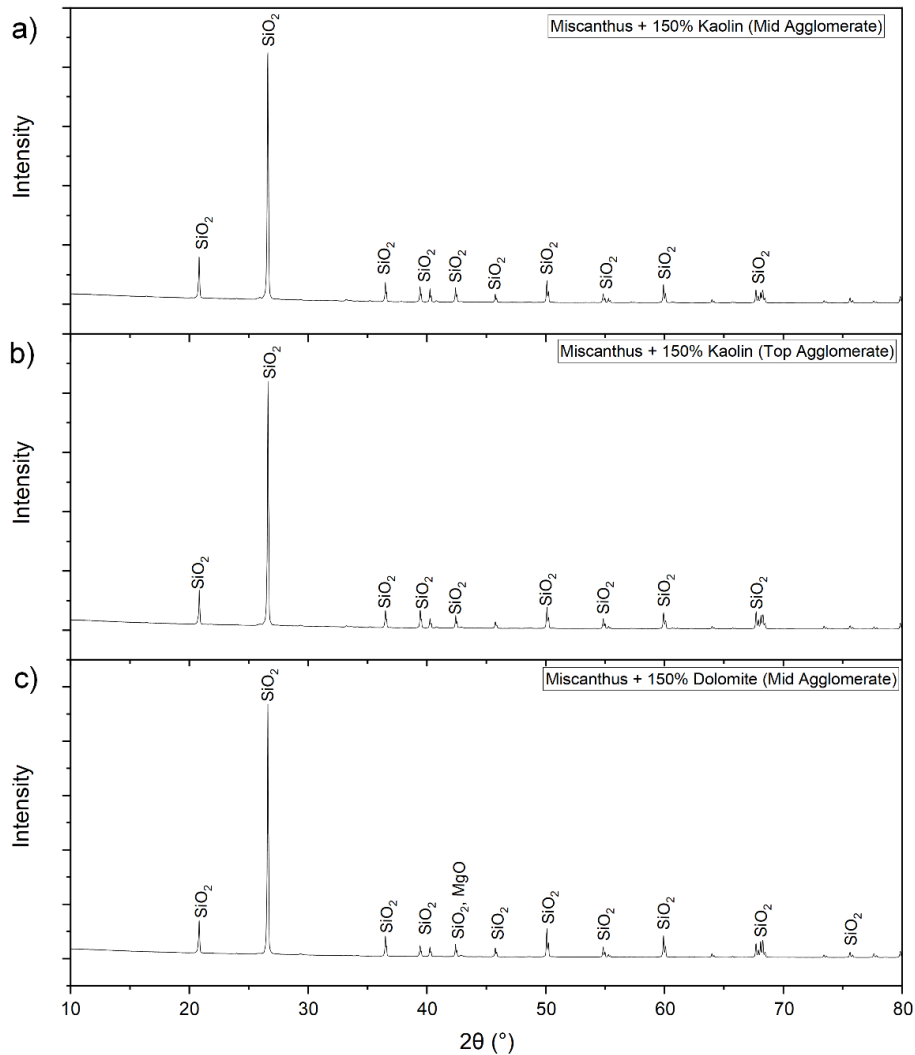 a)
Miscanthus + 150% Kaolin (Mid Agglomerate)
Intensity
SiO₂
SiO₂
SiO₂
SiO₂
SiO₂
SiO₂
SiO₂
SiO₂
SiO₂
SiO₂
b)
Miscanthus + 150% Kaolin (Top Agglomerate)
Intensity
SiO₂
SiO₂
SiO₂
SiO₂
SiO₂
SiO₂
SiO₂
SiO₂
SiO₂
c)
Miscanthus + 150% Dolomite (Mid Agglomerate)
Intensity
SiO₂
SiO₂
SiO₂
SiO₂
SiO₂, MgO
SiO₂
SiO₂
SiO₂
SiO₂
SiO₂
SiO₂
10 20 30 40 50 60 70 80
2θ (°)